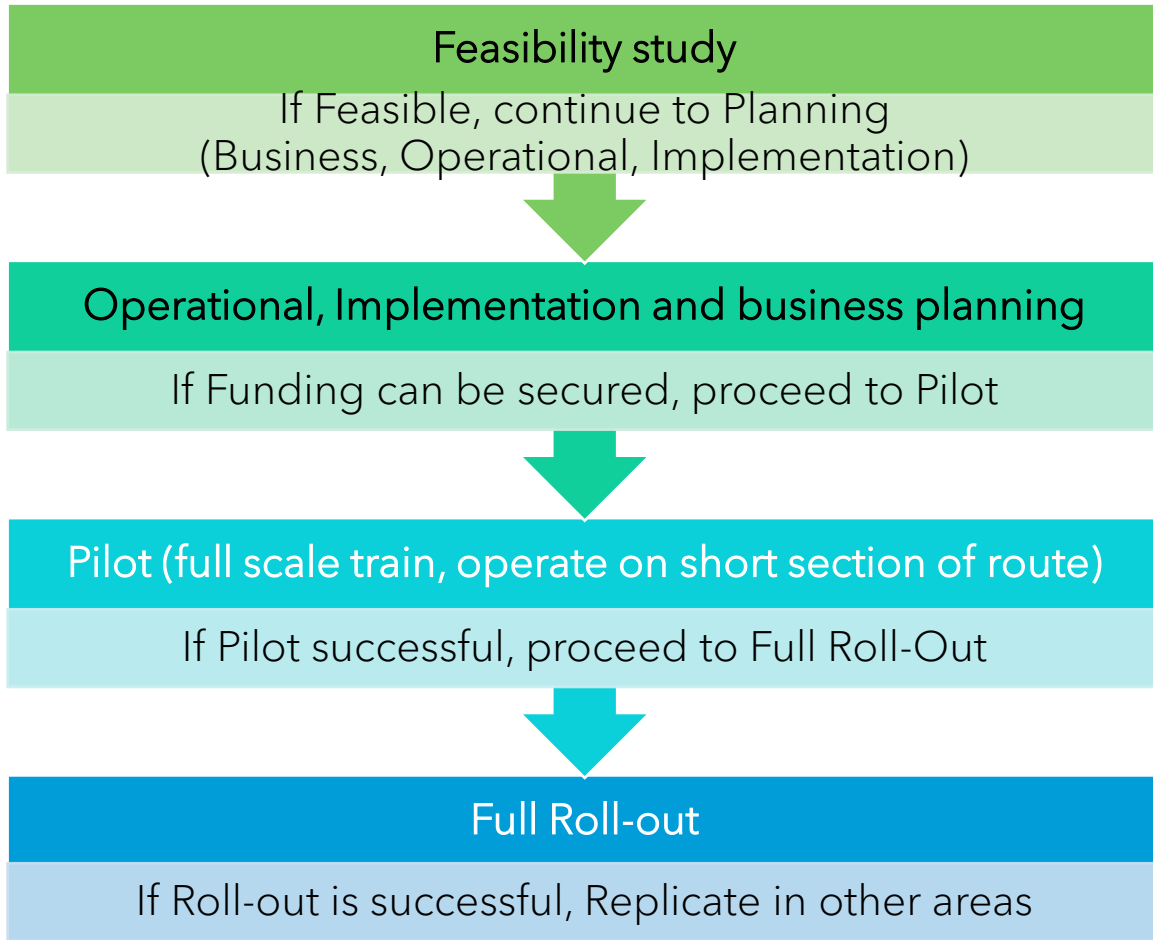 Feasibility study
If Feasible, continue to Planning
(Business, Operational, Implementation)
Operational, Implementation and business planning
If Funding can be secured, proceed to Pilot
Pilot (full scale train, operate on short section of route)
If Pilot successful, proceed to Full Roll-Out
Full Roll-out
If Roll-out is successful, Replicate in other areas